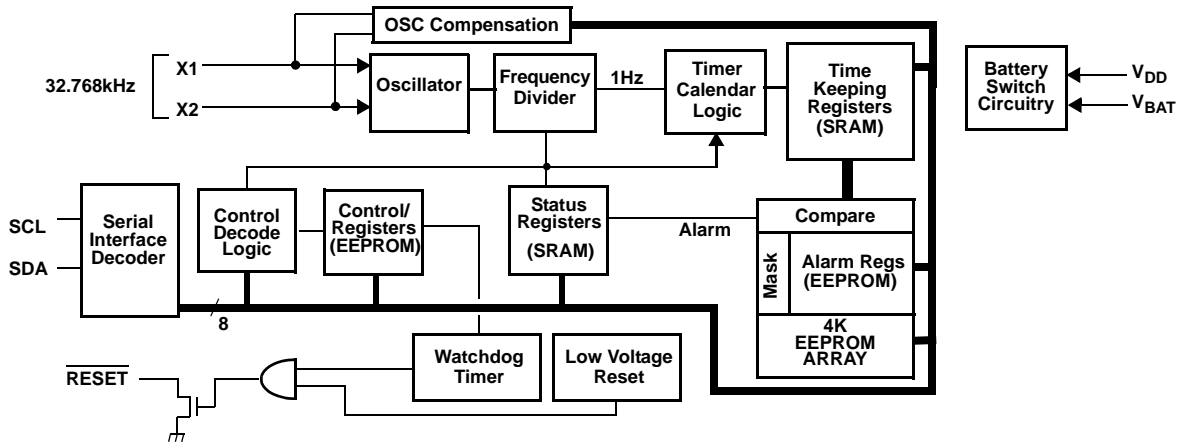 OSC Compensation
32.768kHz
X1
X2
Oscillator
Frequency
Divider
1Hz
Timer
Calendar
Logic
Time
Keeping
Registers
(SRAM)
Battery
Switch
Circuitry
VDD
VBAT
SCL
SDA
Serial
Interface
Decoder
Control
Decode
Logic
Control/
Registers
(EEPROM)
Status
Registers
(SRAM)
Alarm
Compare
Mask
Alarm Regs
(EEPROM)
4K
EEPROM
ARRAY
8
RESET
Watchdog
Timer
Low Voltage
Reset